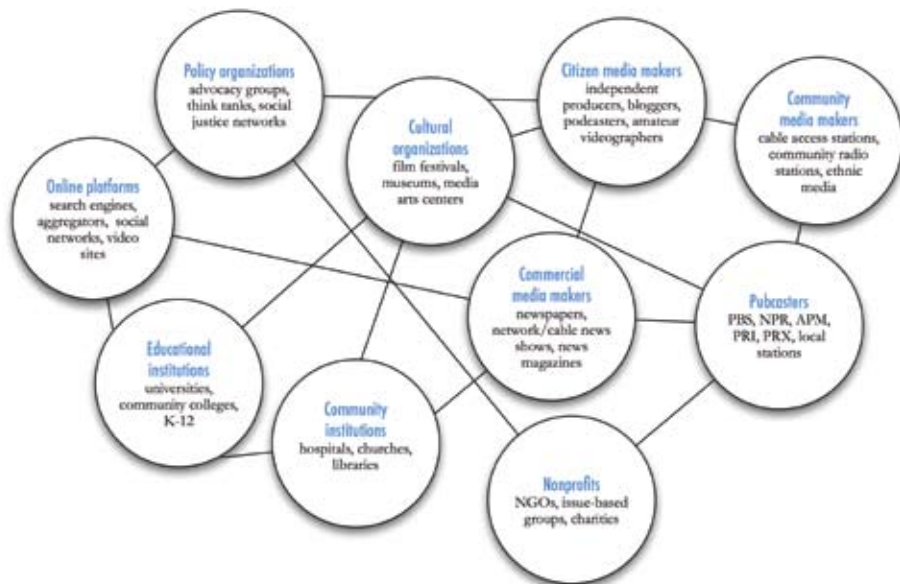 Policy organizations
advocacy groups,
think tanks, social
justice networks
Cultural
organizations
film festivals,
museums, media
arts centers
Citizen media makers
independent
producers, bloggers,
podcasters, amateur
videographers
Community
media makers
cable access stations,
community radio
stations, ethnic
media
Online platforms
search engines,
aggregators, social
networks, video
sites
Commercial
media makers
newspapers,
network/cable news
shows, news
magazines
Pubcasters
PBS, NPR, APM,
PRI, PRX, local
stations
Educational
institutions
universities,
community colleges,
K-12
Community
institutions
hospitals, churches,
libraries
Nonprofits
NGOs, issue-based
groups, charities